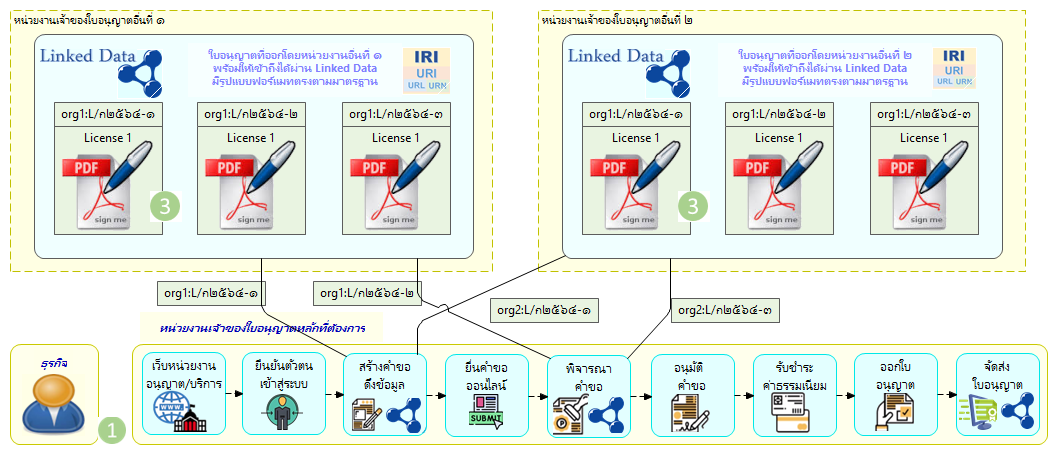 หน่วยงานเจ้าของใบอนุญาตอื่นที่ ๑
Linked Data
ใบอนุญาตที่ออกโดยหน่วยงานอื่นที่ ๑
พร้อมให้เข้าถึงได้ผ่าน Linked Data
มีรูปแบบฟอร์แมทตรงตามมาตรฐาน
IRI
URI
URL URN
org1:L/ก๒๕๖๔-๑
License 1
PDF
sign me
org1:L/ก๒๕๖๔-๒
License 1
PDF
sign me
org1:L/ก๒๕๖๔-๓
License 1
PDF
sign me
3
หน่วยงานเจ้าของใบอนุญาตอื่นที่ ๒
Linked Data
ใบอนุญาตที่ออกโดยหน่วยงานอื่นที่ ๒
พร้อมให้เข้าถึงได้ผ่าน Linked Data
มีรูปแบบฟอร์แมทตรงตามมาตรฐาน
IRI
URI
URL URN
org1:L/ก๒๕๖๔-๑
License 1
PDF
sign me
org1:L/ก๒๕๖๔-๒
License 1
PDF
sign me
org1:L/ก๒๕๖๔-๓
License 1
PDF
sign me
3
org1:L/ก๒๕๖๔-๑
org1:L/ก๒๕๖๔-๒
org2:L/ก๒๕๖๔-๑
org2:L/ก๒๕๖๔-๓
หน่วยงานเจ้าของใบอนุญาตหลักที่ต้องการ
ธุรกิจ
1
เว็บหน่วยงาน
อนุญาต/บริการ
WWW
ยืนยันตัวตน
เข้าสู่ระบบ
สร้างคำขอ
ดึงข้อมูล
ยื่นคำขอ
ออนไลน์
SUBMIT
พิจารณา
คำขอ
อนุมัติ
คำขอ
รับชำระ
ค่าธรรมเนียม
ออกใบ
อนุญาต
จัดส่ง
ใบอนุญาต